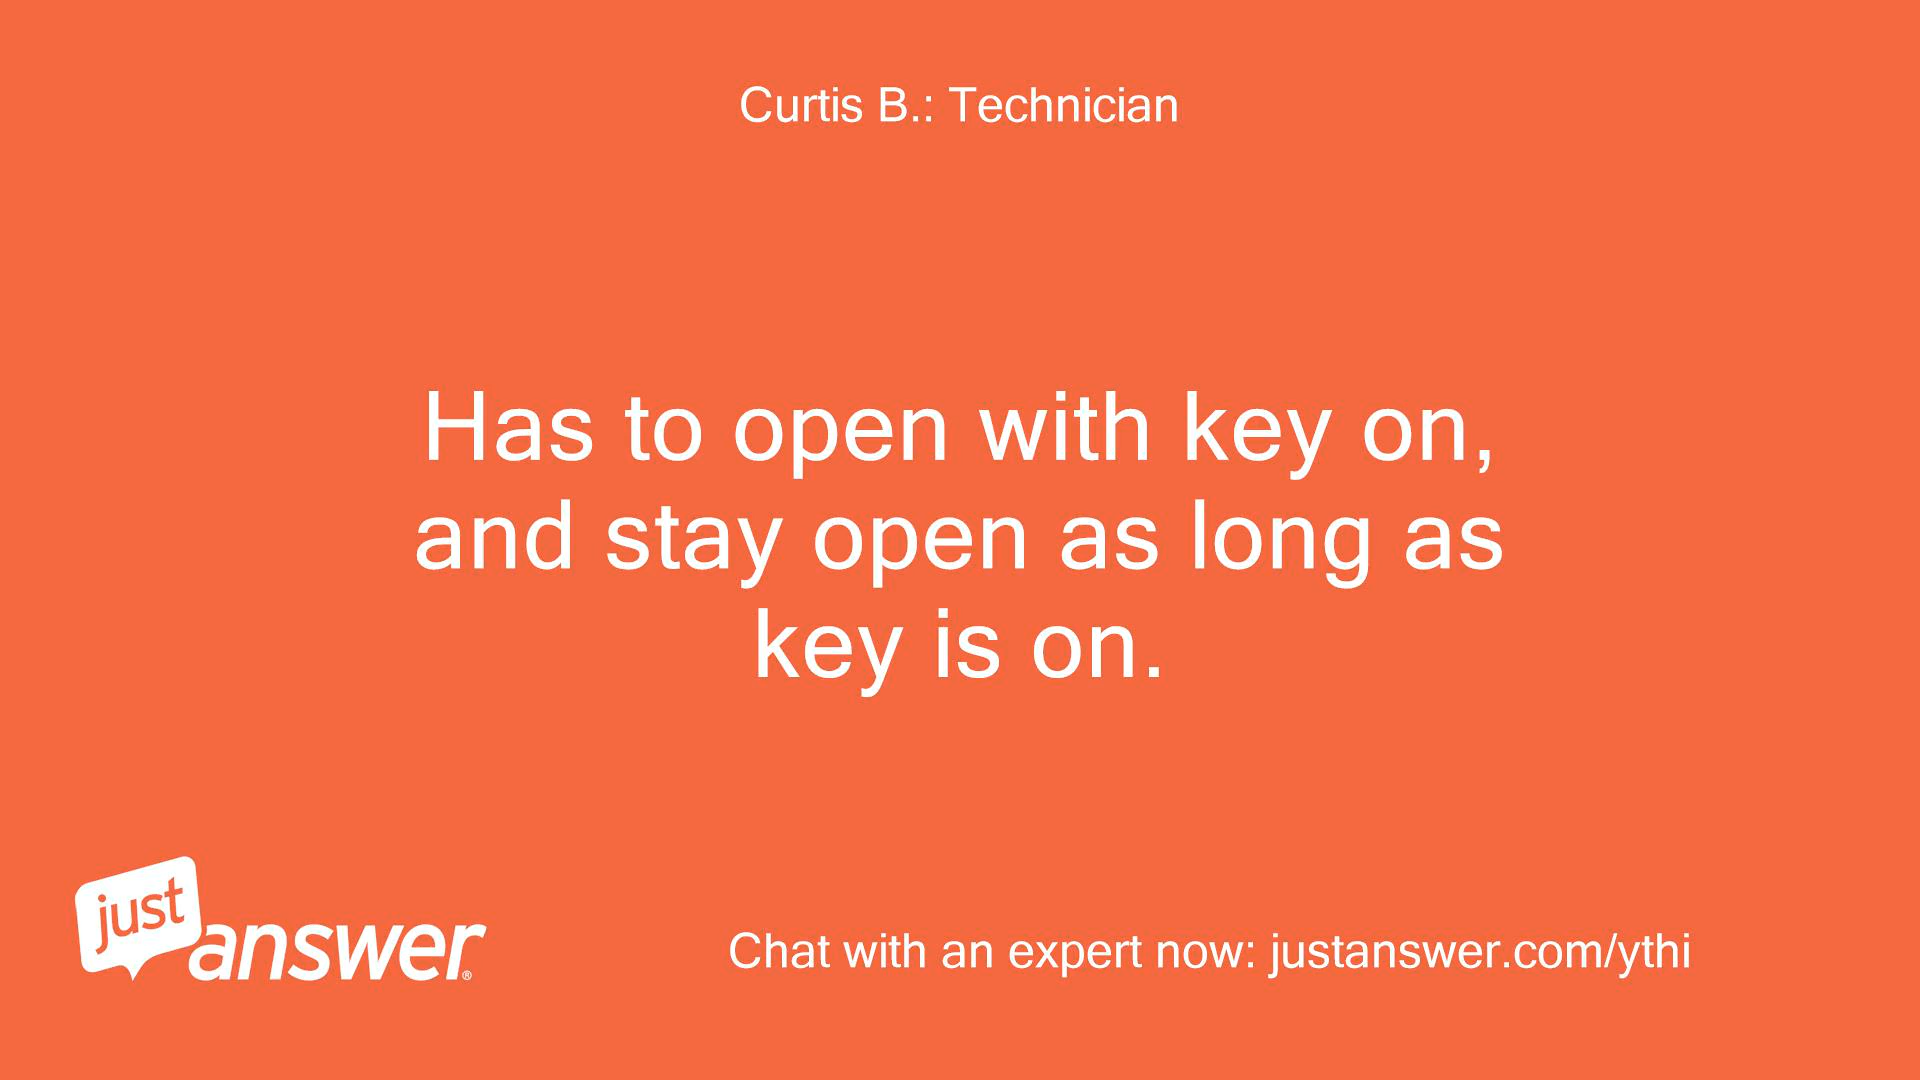 Curtis B.: Technician
Has to open with key on,
and stay open as long as
key is on.
just
answer®
Chat with an expert now: justanswer.com/ythi